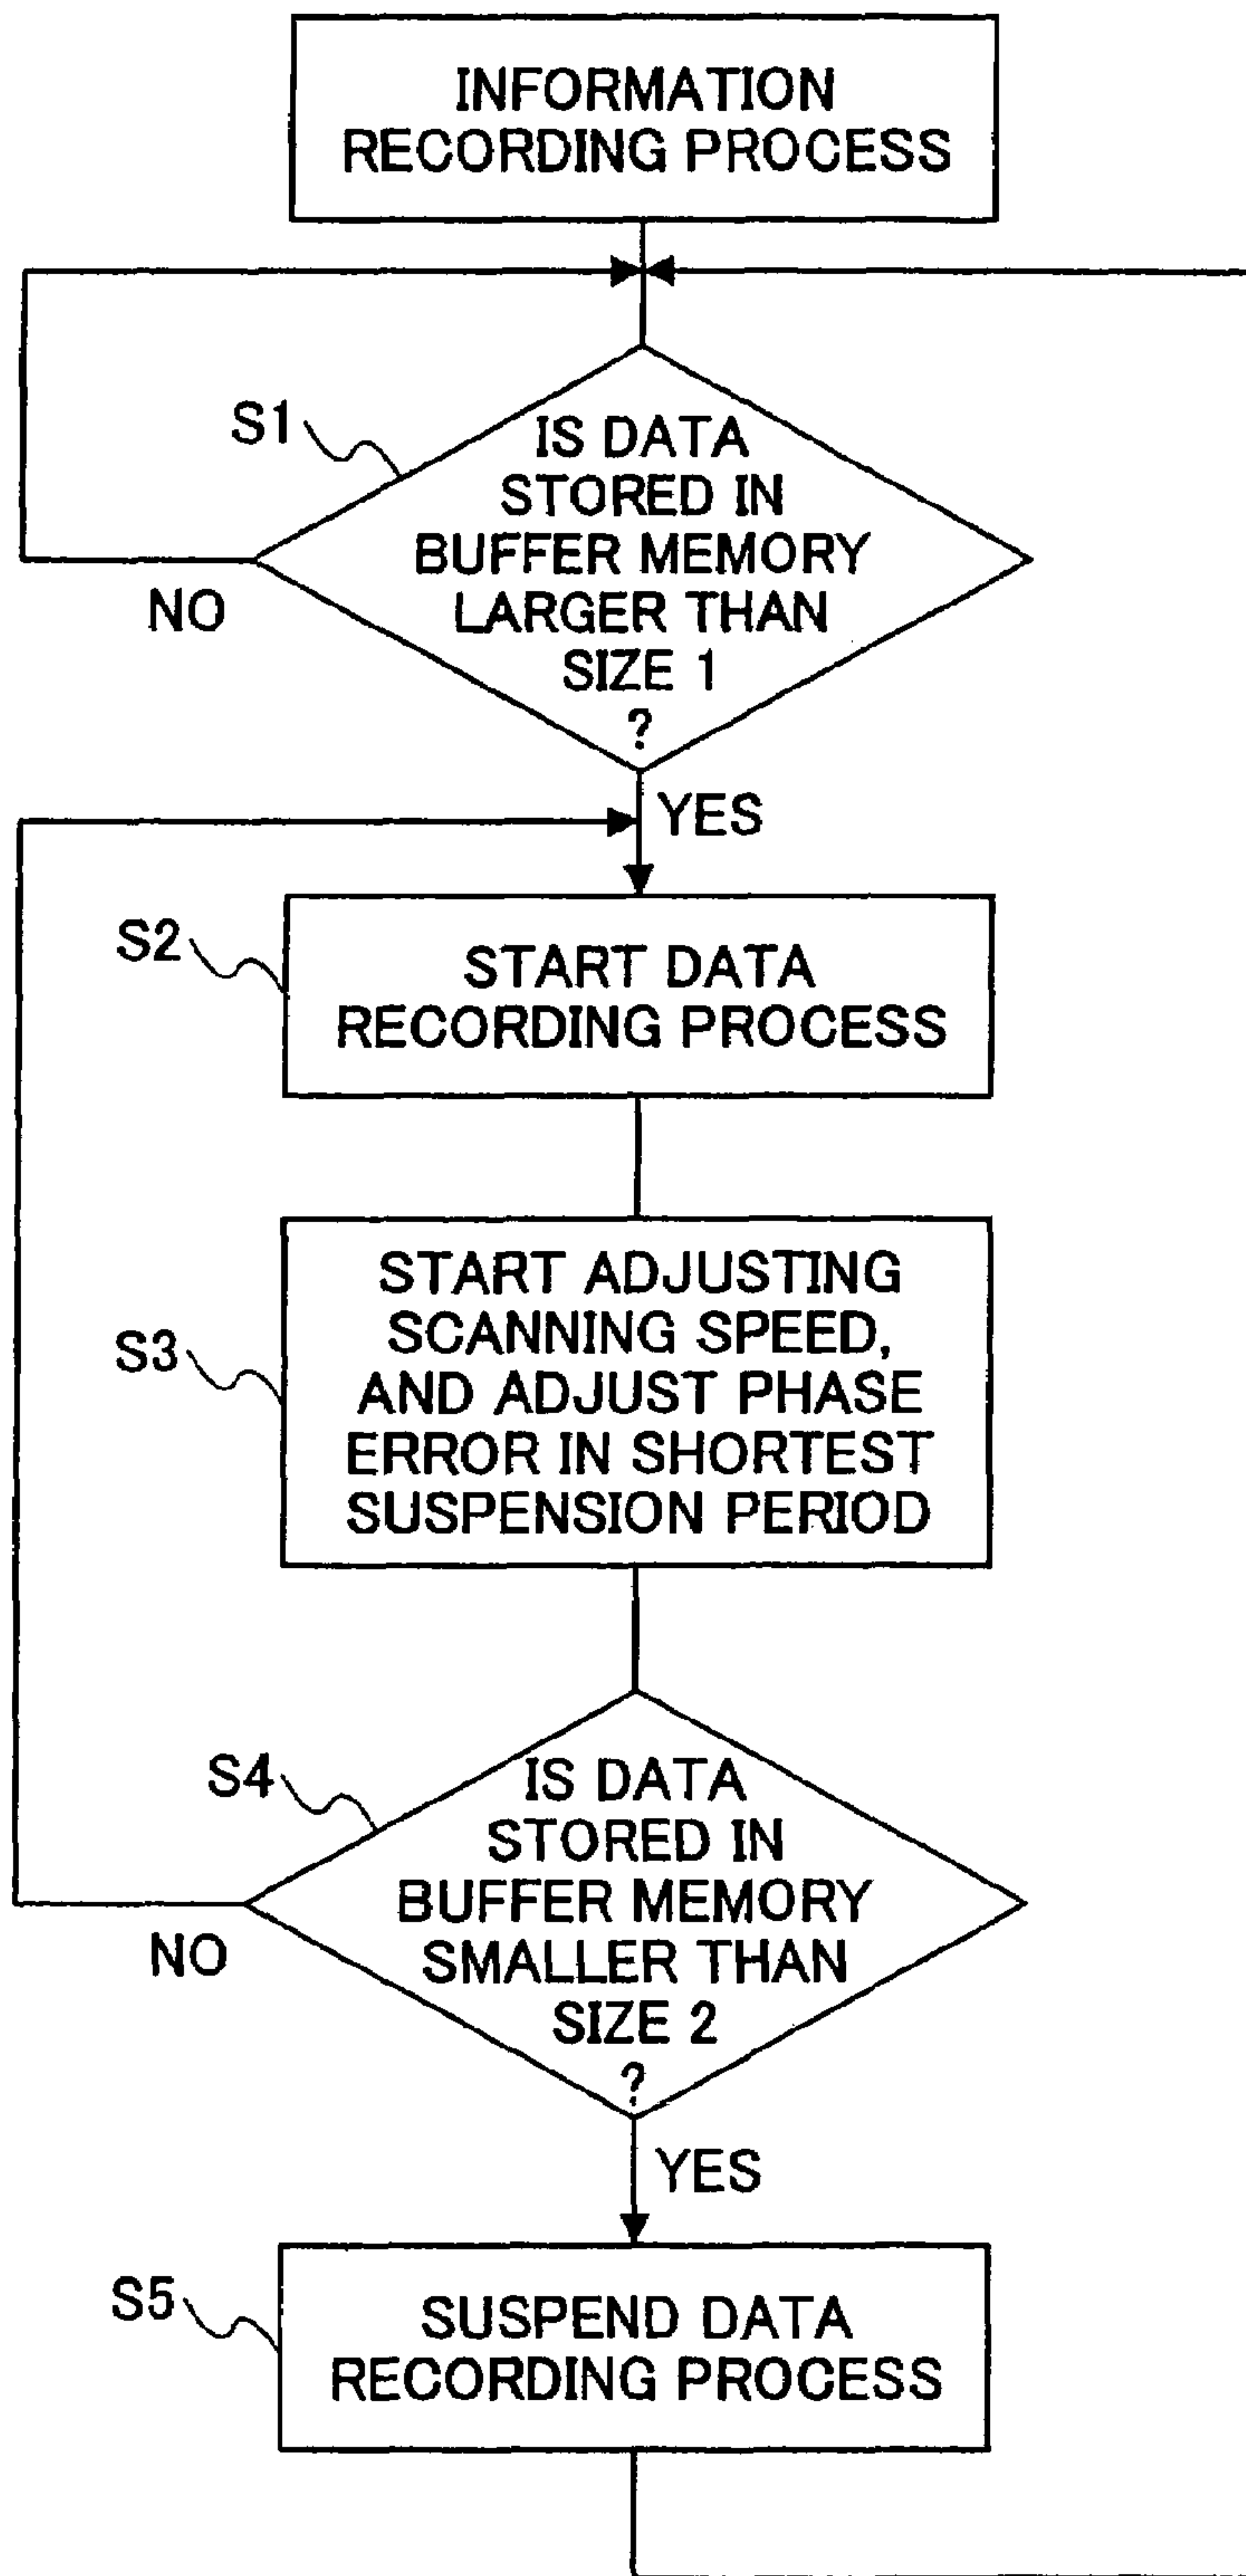 INFORMATION
RECORDING PROCESS
S1
IS DATA
STORED IN
BUFFER MEMORY
LARGER THAN
SIZE 1
?
NO
YES
S2
START DATA
RECORDING PROCESS
S3
START ADJUSTING
SCANNING SPEED,
AND ADJUST PHASE
ERROR IN SHORTEST
SUSPENSION PERIOD
S4
IS DATA
STORED IN
BUFFER MEMORY
SMALLER THAN
SIZE 2
?
NO
YES
S5
SUSPEND DATA
RECORDING PROCESS